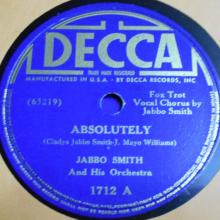 DECCA
TRADE MARK REGISTERED
MANUFACTURED IN U.S.A. BY DECCA RECORDS, INC
(65219)
Fox Trot
Vocal Chorus by
Jabbo Smith
ABSOLUTELY
(Cladys Jabbo Smith-J. Mayo Williams)
JABBO SMITH
And His Orchestra
1712 A